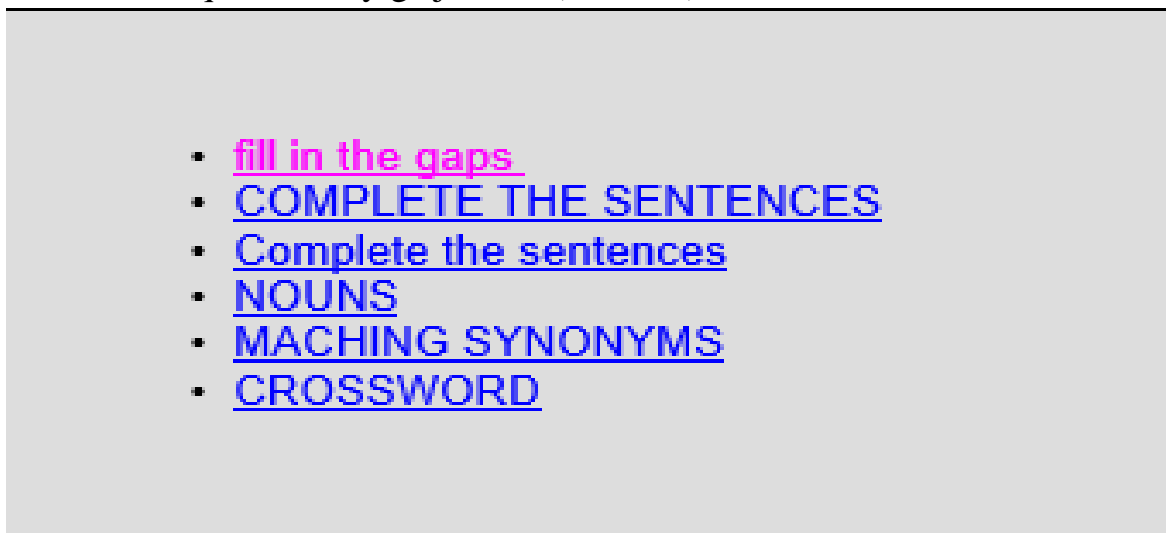 fill in the gaps
COMPLETE THE SENTENCES
Complete the sentences
NOUNS
MACHING SYNONYMS
CROSSWORD